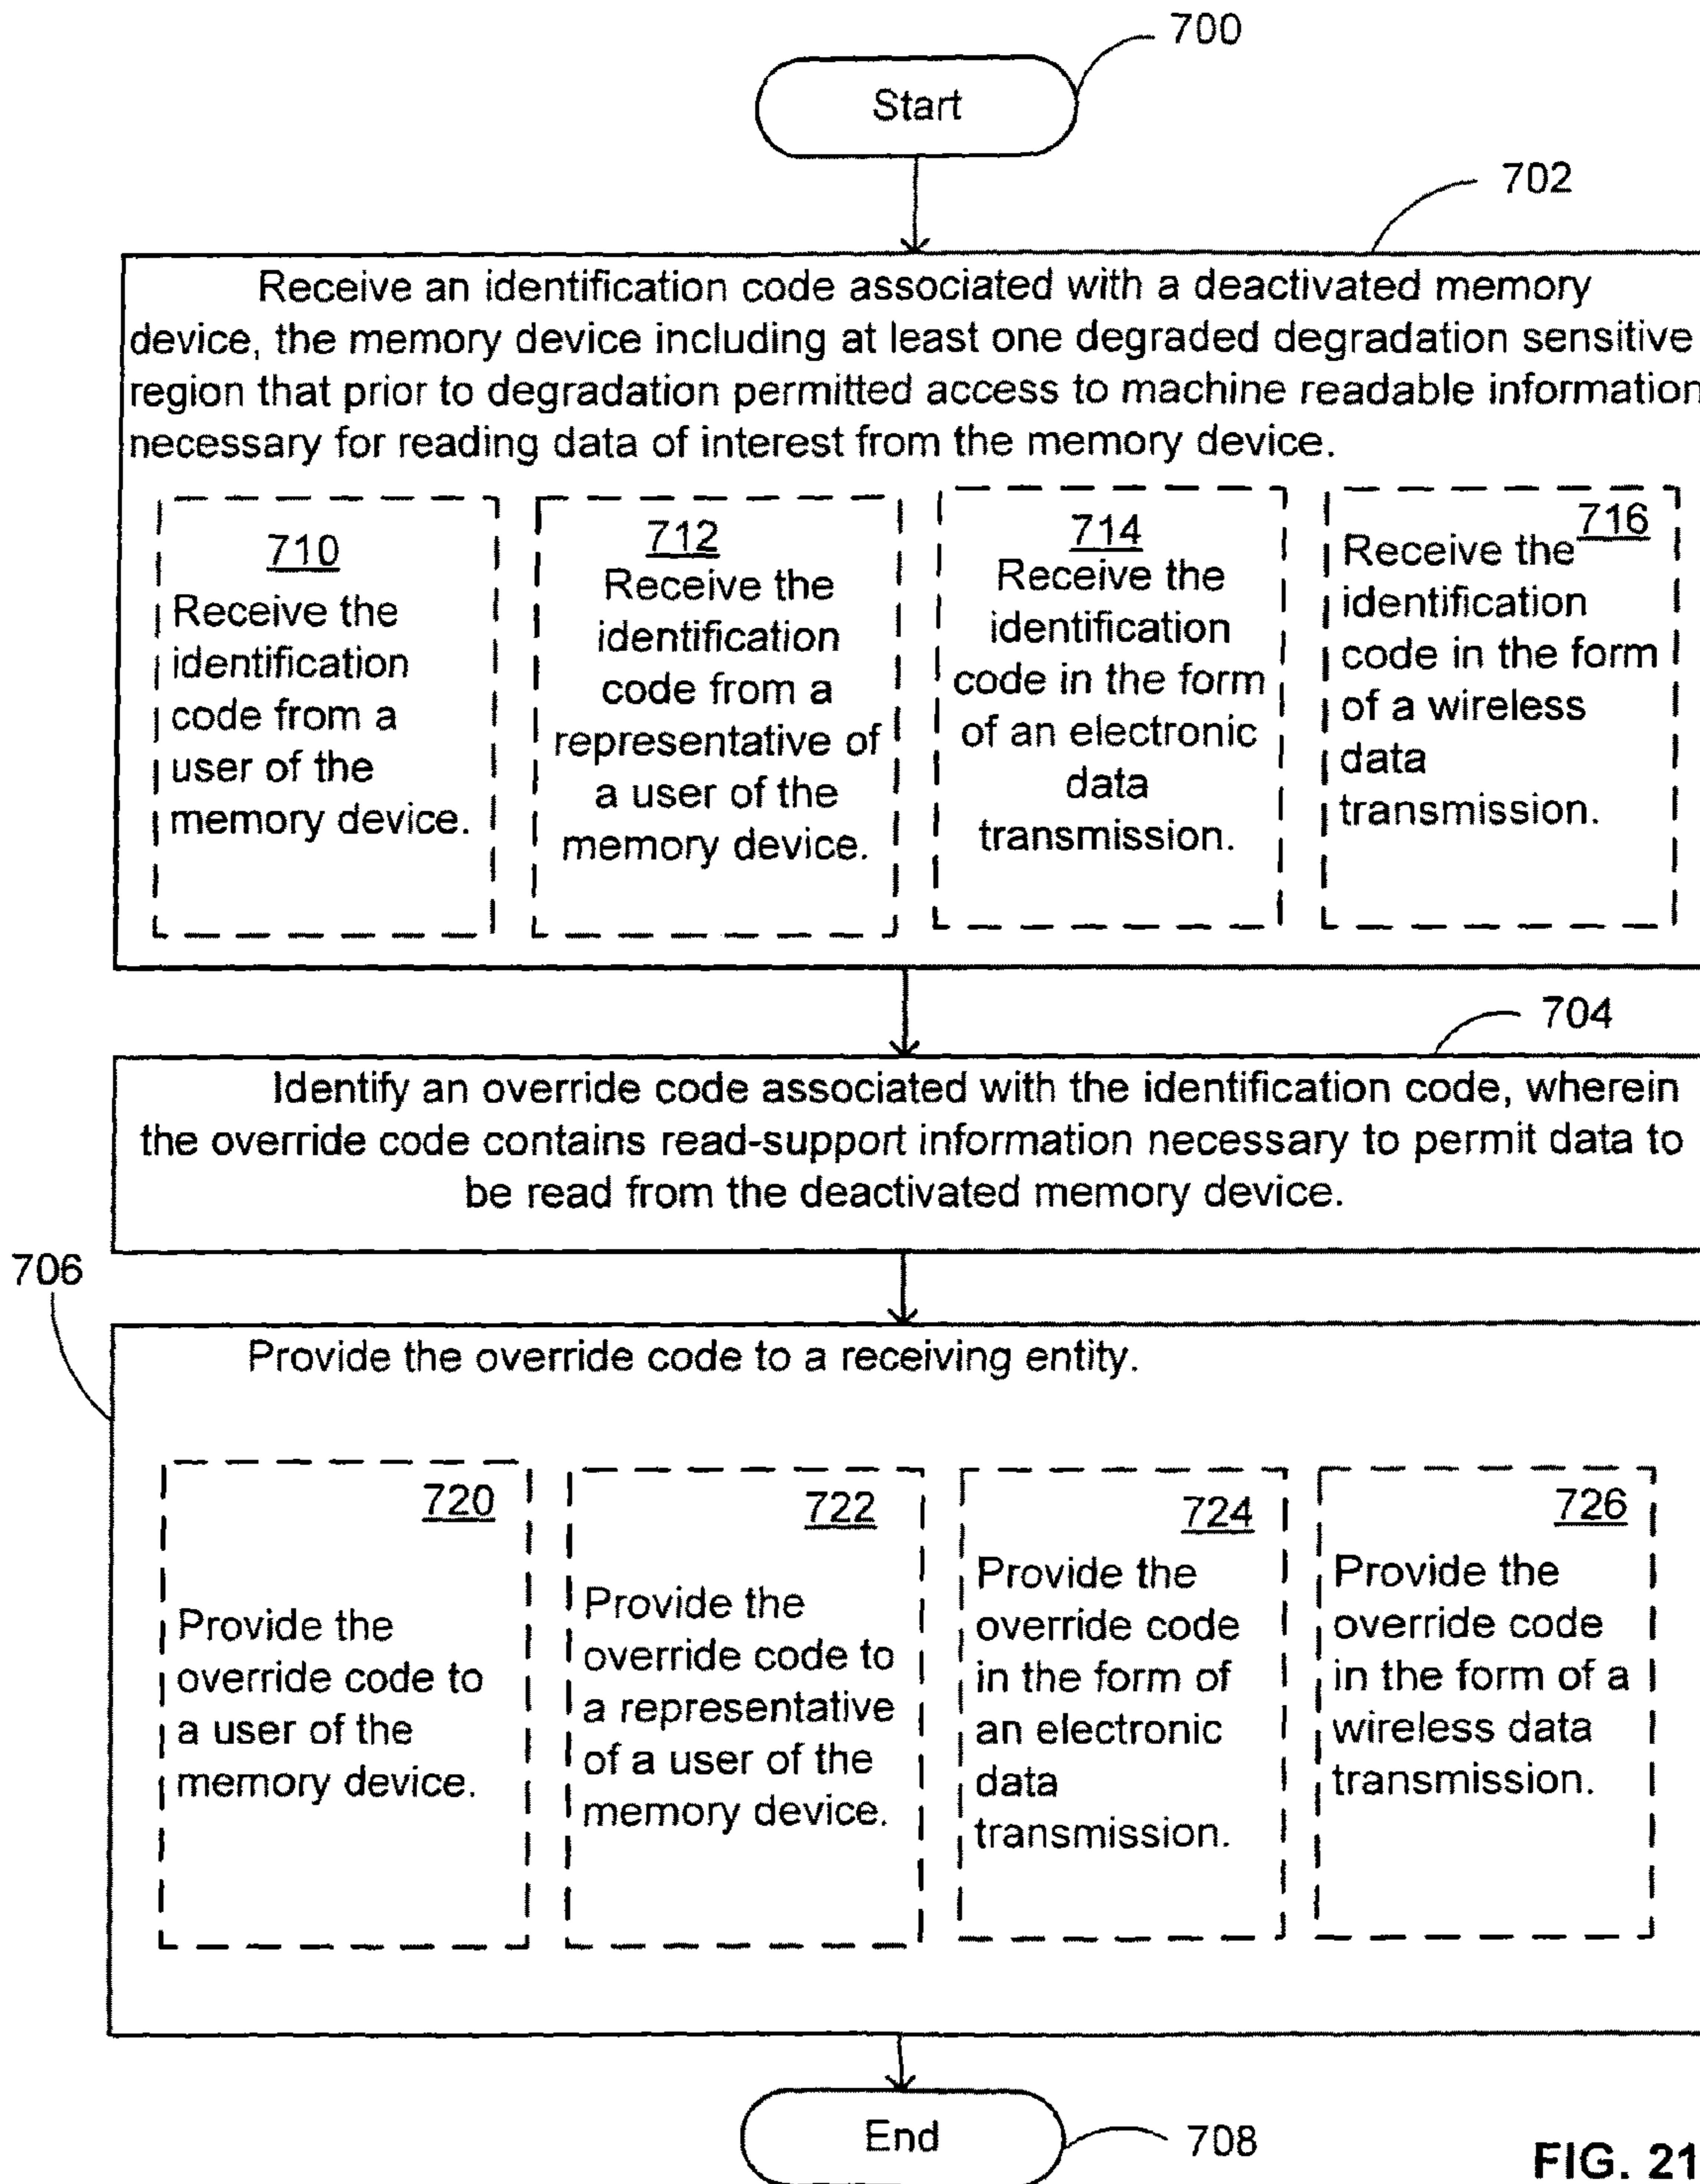 700
Start
702
Receive an identification code associated with a deactivated memory
device, the memory device including at least one degraded degradation sensitive
region that prior to degradation permitted access to machine readable information
necessary for reading data of interest from the memory device.
710
Receive the
identification
code from a
user of the
memory device.
712
Receive the
identification
code from a
representative of
a user of the
memory device.
714
Receive the
identification
code in the form
of an electronic
data
transmission.
716
Receive the
identification
code in the form
of a wireless
data
transmission.
704
Identify an override code associated with the identification code, wherein
the override code contains read-support information necessary to permit data to
be read from the deactivated memory device.
706
Provide the override code to a receiving entity.
720
Provide the
override code to
a user of the
memory device.
722
Provide the
override code to
a representative
of a user of the
memory device.
724
Provide the
override code
in the form of
an electronic
data
transmission.
726
Provide the
override code
in the form of a
wireless data
transmission.
End
708
FIG. 21